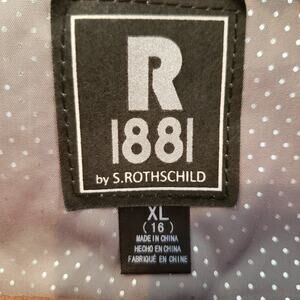 R
1881
by S.ROTHSCHILD
XL
(16)
MADE IN CHINA
HECHO EN CHINA
FABRIQUÉ EN CHINE